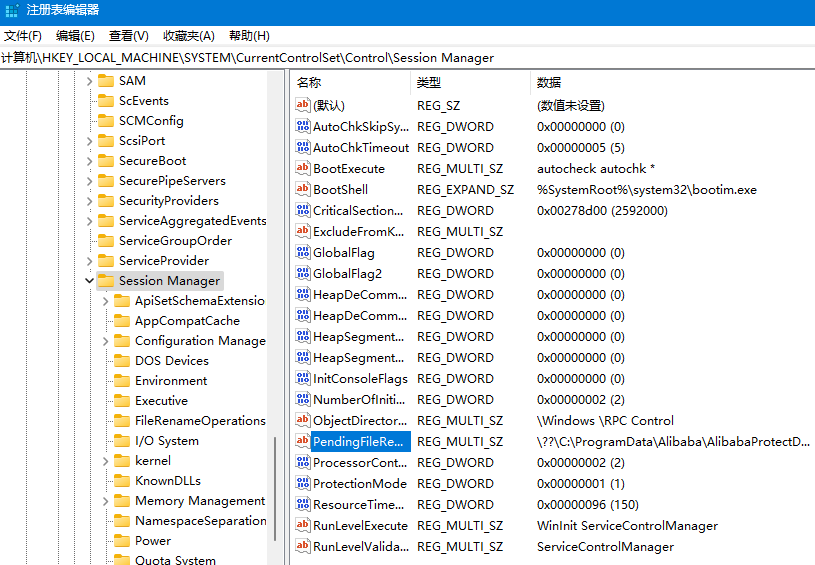 注册表编辑器
文件(F) 编辑(E) 查看(V) 收藏夹(A) 帮助(H)
计算机\HKEY_LOCAL_MACHINE\SYSTEM\CurrentControlSet\Control\Session Manager
SAM
ScEvents
SCMConfig
ScsiPort
SecureBoot
SecurePipeServers
SecurityProviders
ServiceAggregatedEvents
ServiceGroupOrder
ServiceProvider
Session Manager
ApiSetSchemaExtensio
AppCompatCache
Configuration Manage
DOS Devices
Environment
Executive
FileRenameOperations
I/O System
kernel
KnownDLLs
Memory Management
NamespaceSeparation
Power
Quota System
名称 类型 数据
(默认) REG_SZ (数值未设置)
AutoChkSkipSy... REG_DWORD 0x00000000 (0)
AutoChkTimeout REG_DWORD 0x00000005 (5)
BootExecute REG_MULTI_SZ autocheck autochk *
BootShell REG_EXPAND_SZ %SystemRoot%\system32\bootim.exe
CriticalSection... REG_DWORD 0x00278d00 (2592000)
ExcludeFromK... REG_MULTI_SZ
GlobalFlag REG_DWORD 0x00000000 (0)
GlobalFlag2 REG_DWORD 0x00000000 (0)
HeapDeComm... REG_DWORD 0x00000000 (0)
HeapDeComm... REG_DWORD 0x00000000 (0)
HeapSegment... REG_DWORD 0x00000000 (0)
HeapSegment... REG_DWORD 0x00000000 (0)
InitConsoleFlags REG_DWORD 0x00000000 (0)
NumberOfIniti... REG_DWORD 0x00000002 (2)
ObjectDirector... REG_MULTI_SZ \Windows \RPC Control
PendingFileRe... REG_MULTI_SZ \??\C:\ProgramData\Alibaba\AlibabaProtectD...
ProcessorCont... REG_DWORD 0x00000002 (2)
ProtectionMode REG_DWORD 0x00000001 (1)
ResourceTime... REG_DWORD 0x00000096 (150)
RunLevelExecute REG_MULTI_SZ WinInit ServiceControlManager
RunLevelValida... REG_MULTI_SZ ServiceControlManager